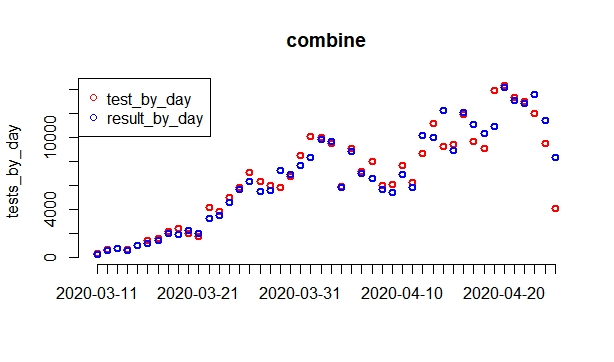 combine
test_by_day
result_by_day
tests_by_day
10000
4000
0
2020-03-11 2020-03-21 2020-03-31 2020-04-10 2020-04-20